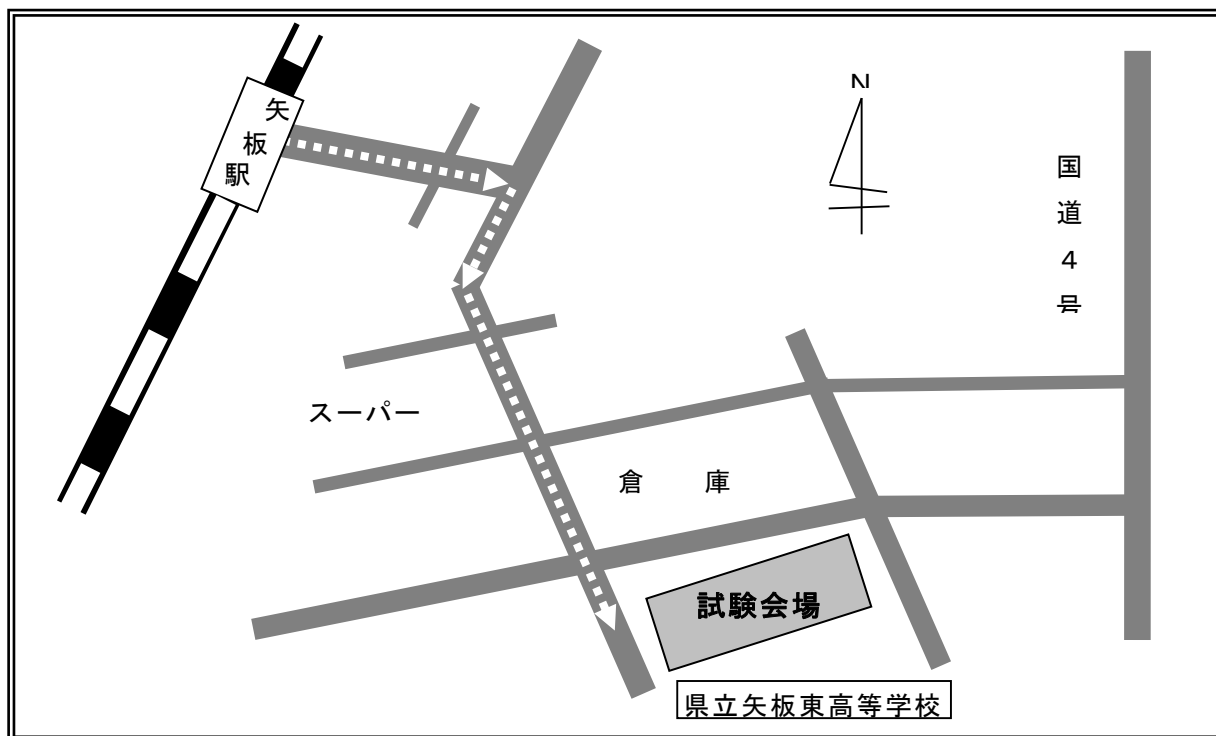 矢板駅
N
国道４号
スーパー
倉　庫
試験会場
県立矢板東高等学校